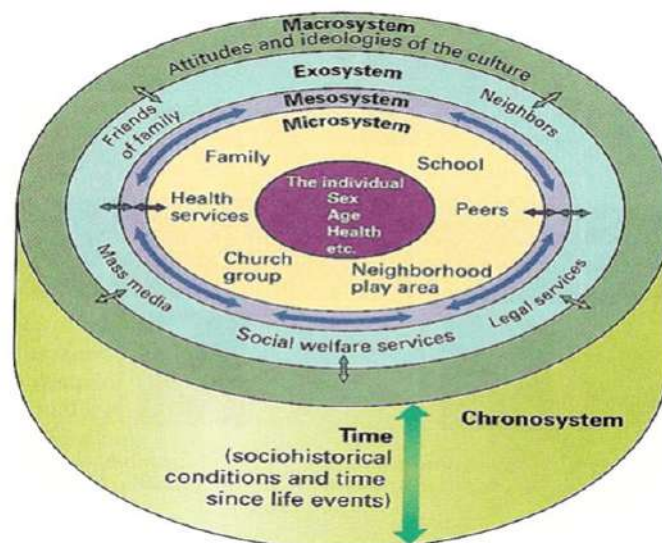 Macrosystem
Attitudes and ideologies of the culture
Exosystem
Mesosystem
Microsystem
Friends
of family
Neighbors
Family
School
The individual
Sex
Age
Health
etc.
Health
services
Peers
Church
group
Neighborhood
play area
Mass media
Social welfare services
Legal services
Time
(sociohistorical
conditions and time
since life events)
Chronosystem